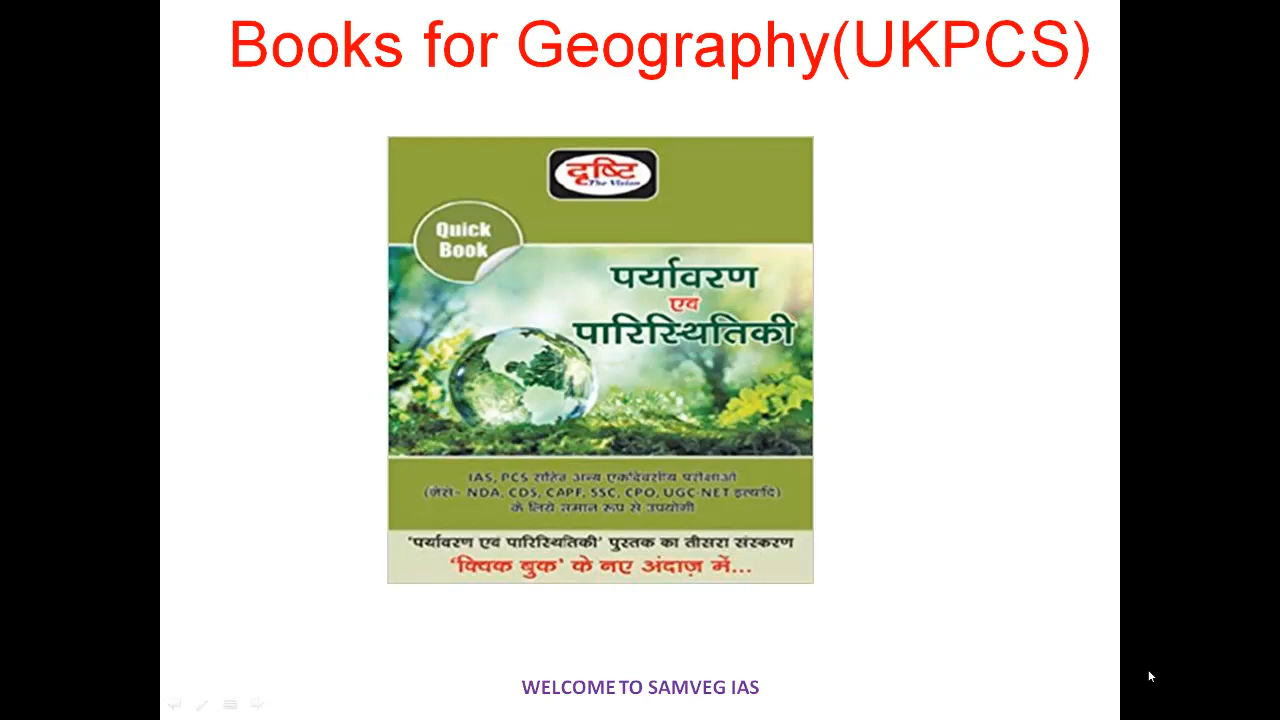 Books for Geography(UKPCS)
दृष्टि
The Vision
Quick
Book
पर्यावरण
एवं
पारिस्थितिकी
IAS, PCS सहित अन्य एकदिवसीय परीक्षाओं
(जैसे- NDA, CDS, CAPF, SSC, CPO, UGC-NET इत्यादि)
के लिये समान रूप से उपयोगी
'पर्यावरण एवं पारिस्थितिकी' पुस्तक का तीसरा संस्करण
'क्विक बुक' के नए अंदाज़ में...
WELCOME TO SAMVEG IAS